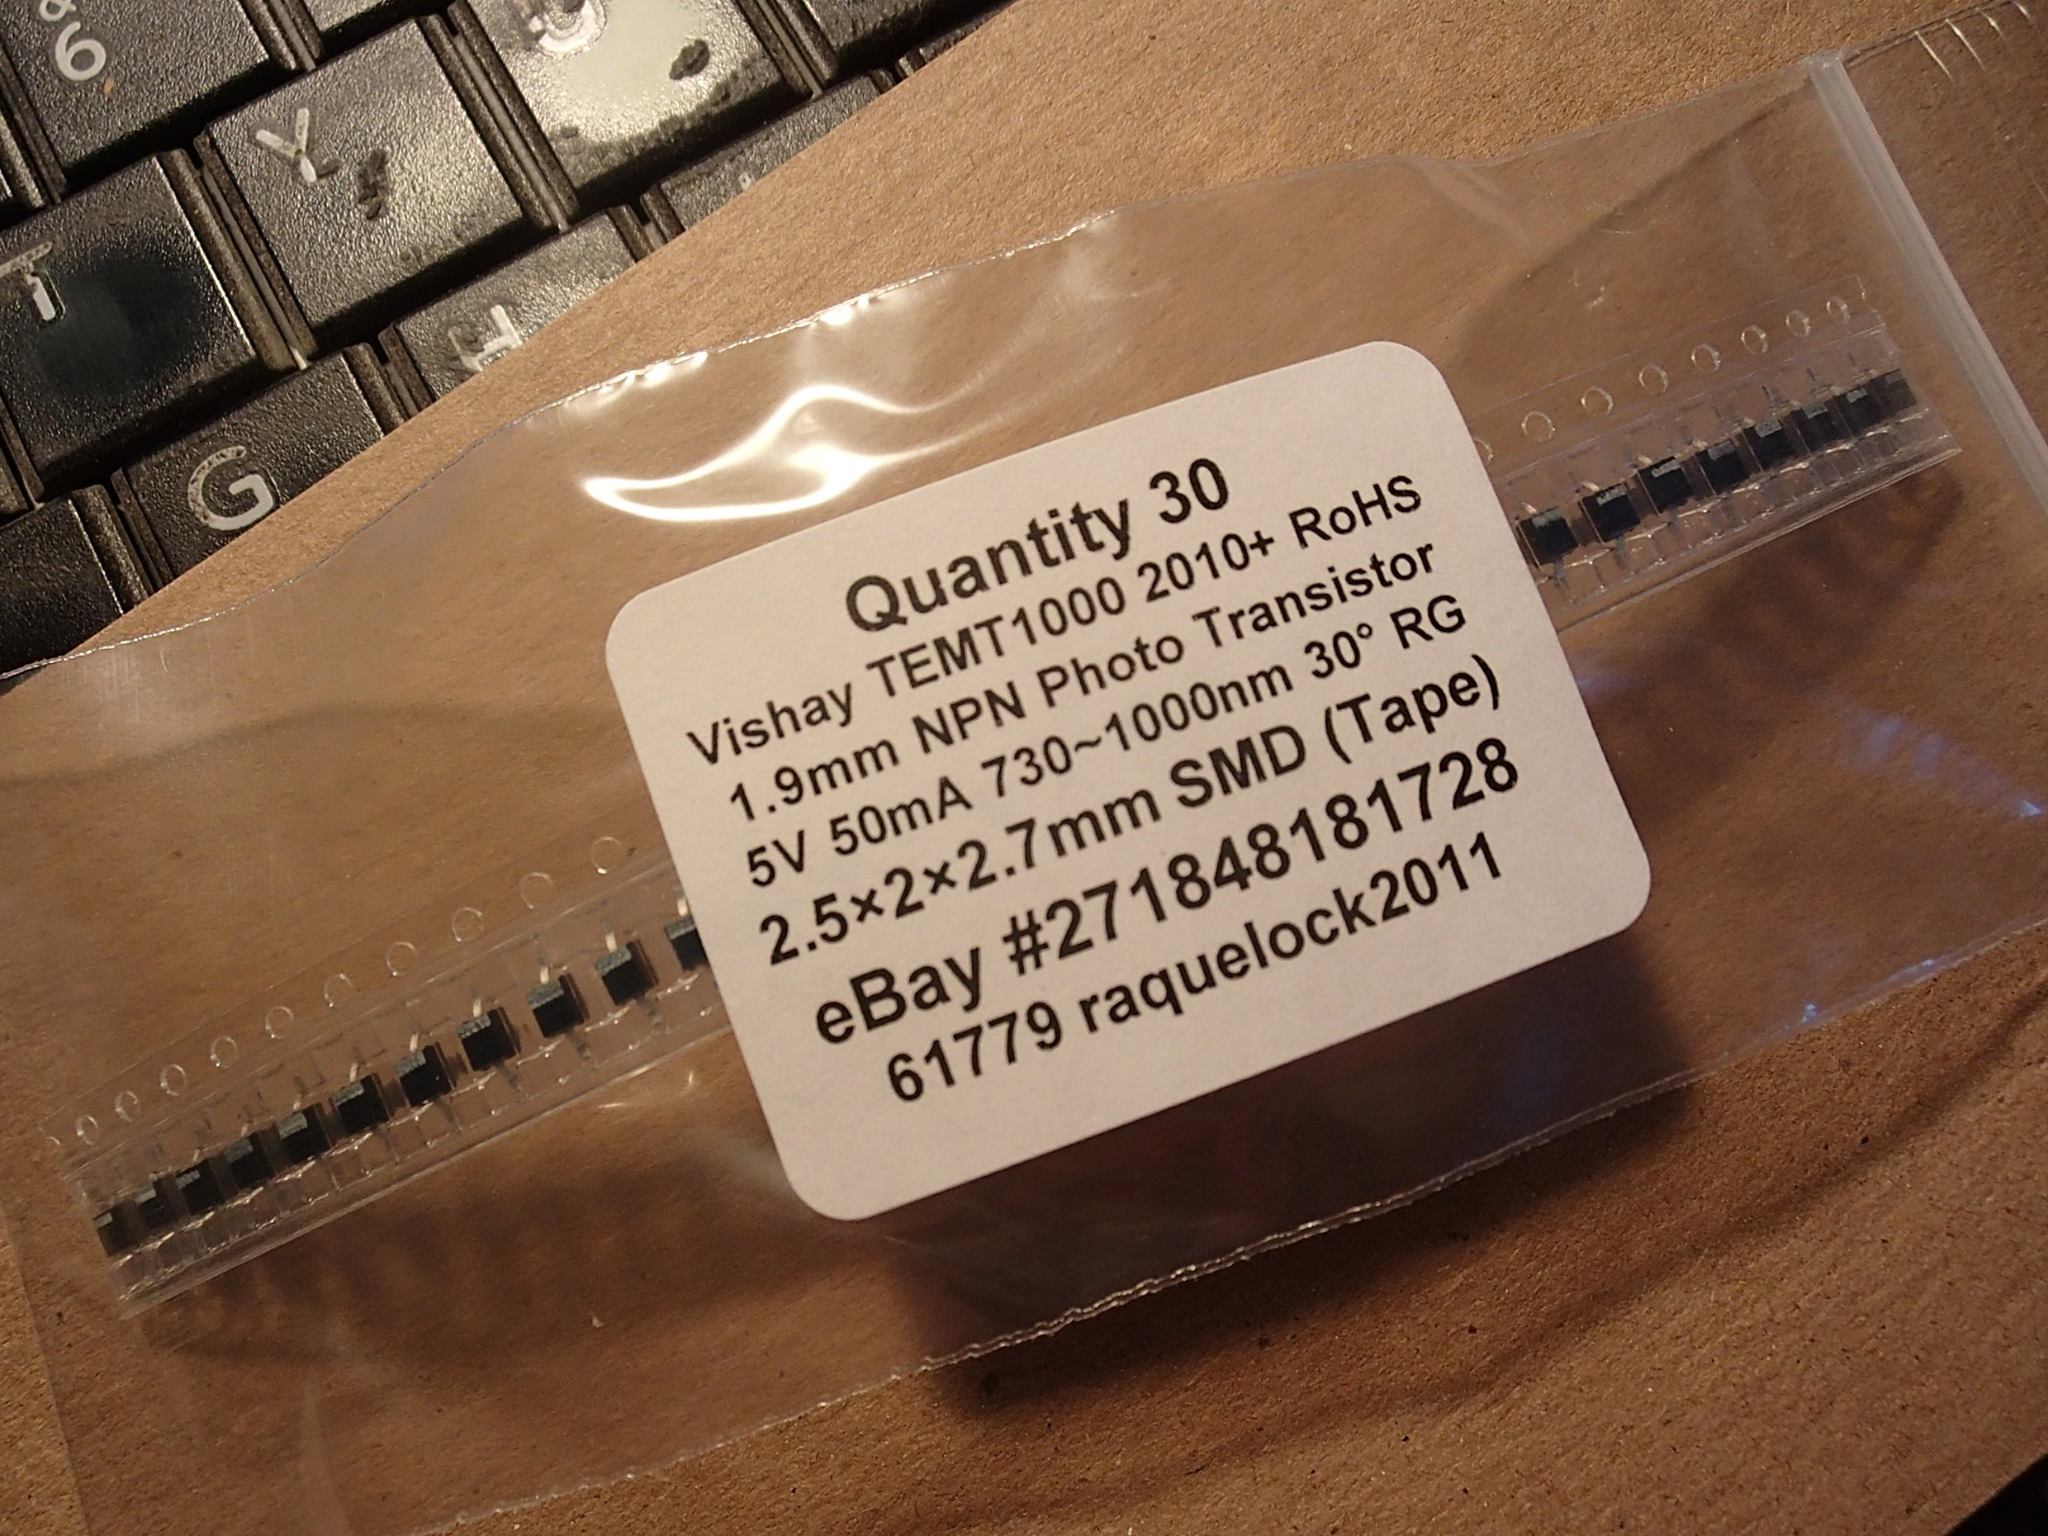 &
6
Y
T
H
G
Quantity 30
Vishay TEMT1000 2010+ RoHS
1.9mm NPN Photo Transistor
5V 50mA 730~1000nm 30° RG
2.5×2×2.7mm SMD (Tape)
eBay #271848181728
61779 raquelock2011